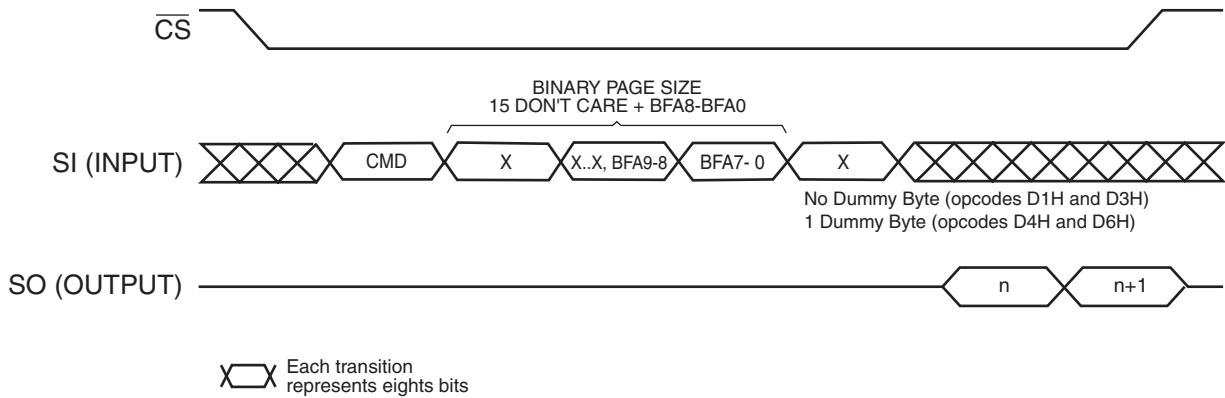 CS
BINARY PAGE SIZE
15 DON'T CARE + BFA8-BFA0
SI (INPUT)
CMD
X
X..X, BFA9-8
BFA7- 0
X
No Dummy Byte (opcodes D1H and D3H)
1 Dummy Byte (opcodes D4H and D6H)
SO (OUTPUT)
n
n+1
Each transition
represents eights bits